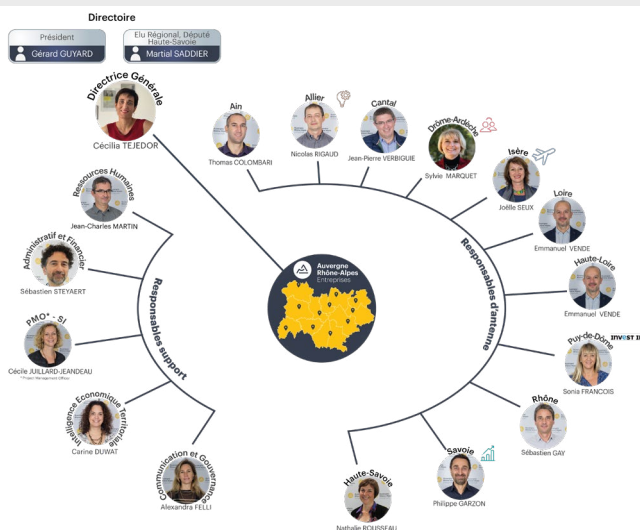 Directoire
Président
Gérard GUYARD
Elu Régional, Député
Haute-Savoie
Martial SADDIER
Directrice Générale
Cécilia TEJEDOR
Ain
Thomas COLOMBARI
Allier
Nicolas RIGAUD
Cantal
Jean-Pierre VERBIGUIE
Drôme-Ardèche
Sylvie MARQUET
Isère
Joëlle SEUX
Loire
Emmanuel VENDE
Haute-Loire
Emmanuel VENDE
Puy-de-Dôme
INVEST IN
Sonia FRANCOIS
Rhône
Sébastien GAY
Savoie
Philippe GARZON
Haute-Savoie
Nathalie ROUSSEAU
Responsables d'antenne
Auvergne
Rhône-Alpes
Entreprises
Responsables support
Ressources Humaines
Jean-Charles MARTIN
Administratif et Financier
Sébastien STEYAERT
PMO* - SI
Cécile JUILLARD-JEANDEAU
* Project Management Officer
Intelligence Economique Territoriale
Carine DUWAT
Communication et Gouvernance
Alexandra FELLI